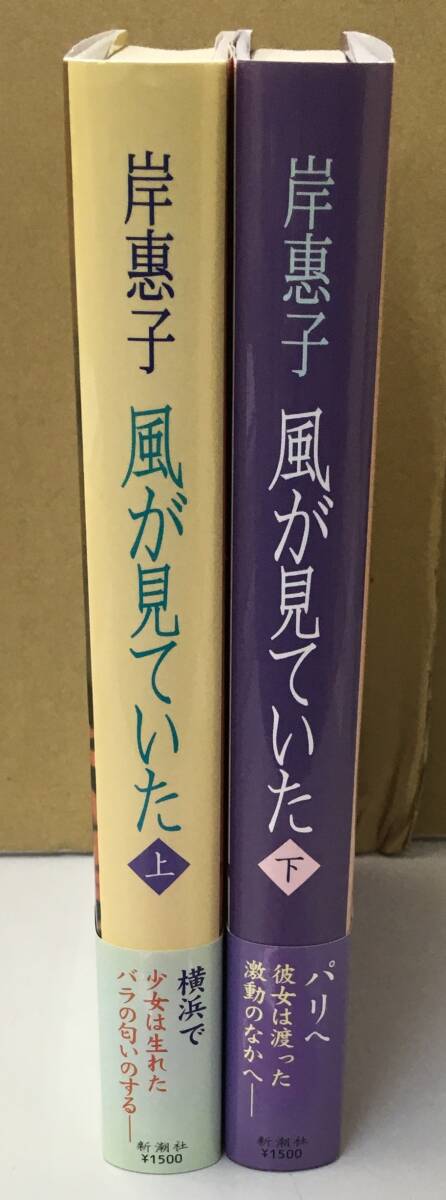 岸惠子
風が見ていた
上
横浜で
少女は生れた
バラの匂いのする──
新潮社
¥1500
岸惠子
風が見ていた
下
パリへ
彼女は渡った
激動のなかへ──
新潮社
¥1500